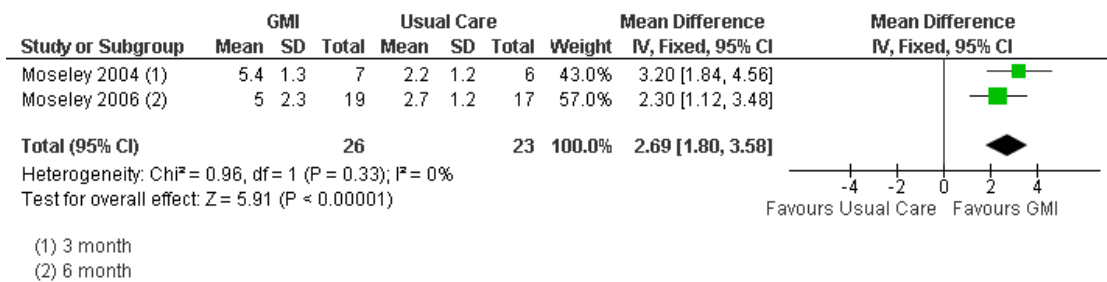 GMI Usual Care Mean Difference Mean Difference
Study or Subgroup Mean SD Total Mean SD Total Weight IV, Fixed, 95% CI IV, Fixed, 95% CI
Moseley 2004 (1) 5.4 1.3 7 2.2 1.2 6 43.0% 3.20 [1.84, 4.56]
Moseley 2006 (2) 5 2.3 19 2.7 1.2 17 57.0% 2.30 [1.12, 3.48]
Total (95% CI) 26 23 100.0% 2.69 [1.80, 3.58]
Heterogeneity: Chi² = 0.96, df = 1 (P = 0.33); I² = 0%
Test for overall effect: Z = 5.91 (P < 0.00001)
-4 -2 0 2 4
Favours Usual Care Favours GMI
(1) 3 month
(2) 6 month